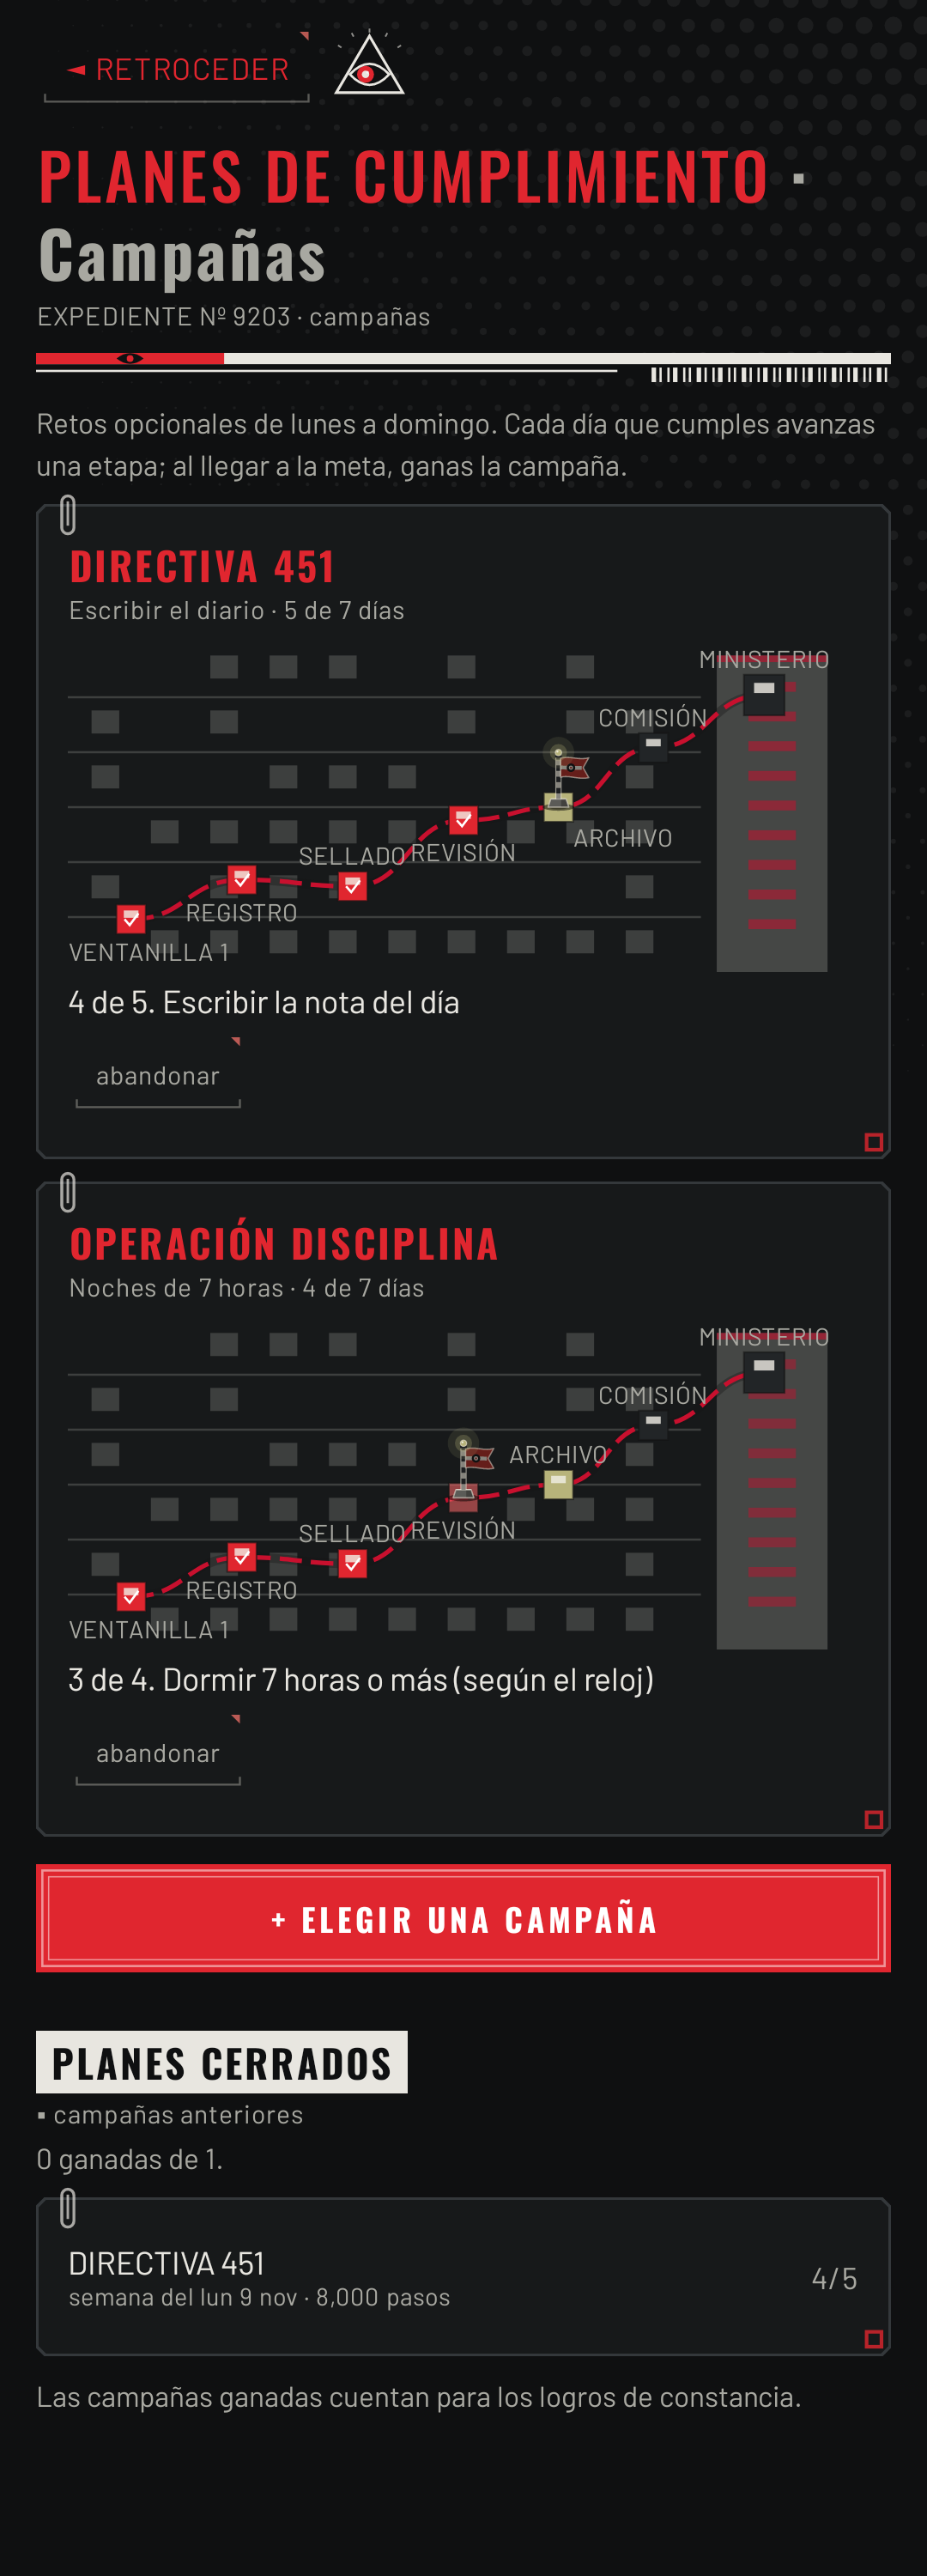 ◄ RETROCEDER
PLANES DE CUMPLIMIENTO ·
Campañas
EXPEDIENTE Nº 9203 · campañas
Retos opcionales de lunes a domingo. Cada día que cumples avanzas
una etapa; al llegar a la meta, ganas la campaña.
DIRECTIVA 451
Escribir el diario · 5 de 7 días
MINISTERIO
COMISIÓN
ARCHIVO
SELLADO REVISIÓN
REGISTRO
VENTANILLA 1
4 de 5. Escribir la nota del día
abandonar
OPERACIÓN DISCIPLINA
Noches de 7 horas · 4 de 7 días
MINISTERIO
COMISIÓN
ARCHIVO
SELLADO REVISIÓN
REGISTRO
VENTANILLA 1
3 de 4. Dormir 7 horas o más (según el reloj)
abandonar
+ ELEGIR UNA CAMPAÑA
PLANES CERRADOS
▪ campañas anteriores
0 ganadas de 1.
DIRECTIVA 451
semana del lun 9 nov · 8,000 pasos
4/5
Las campañas ganadas cuentan para los logros de constancia.